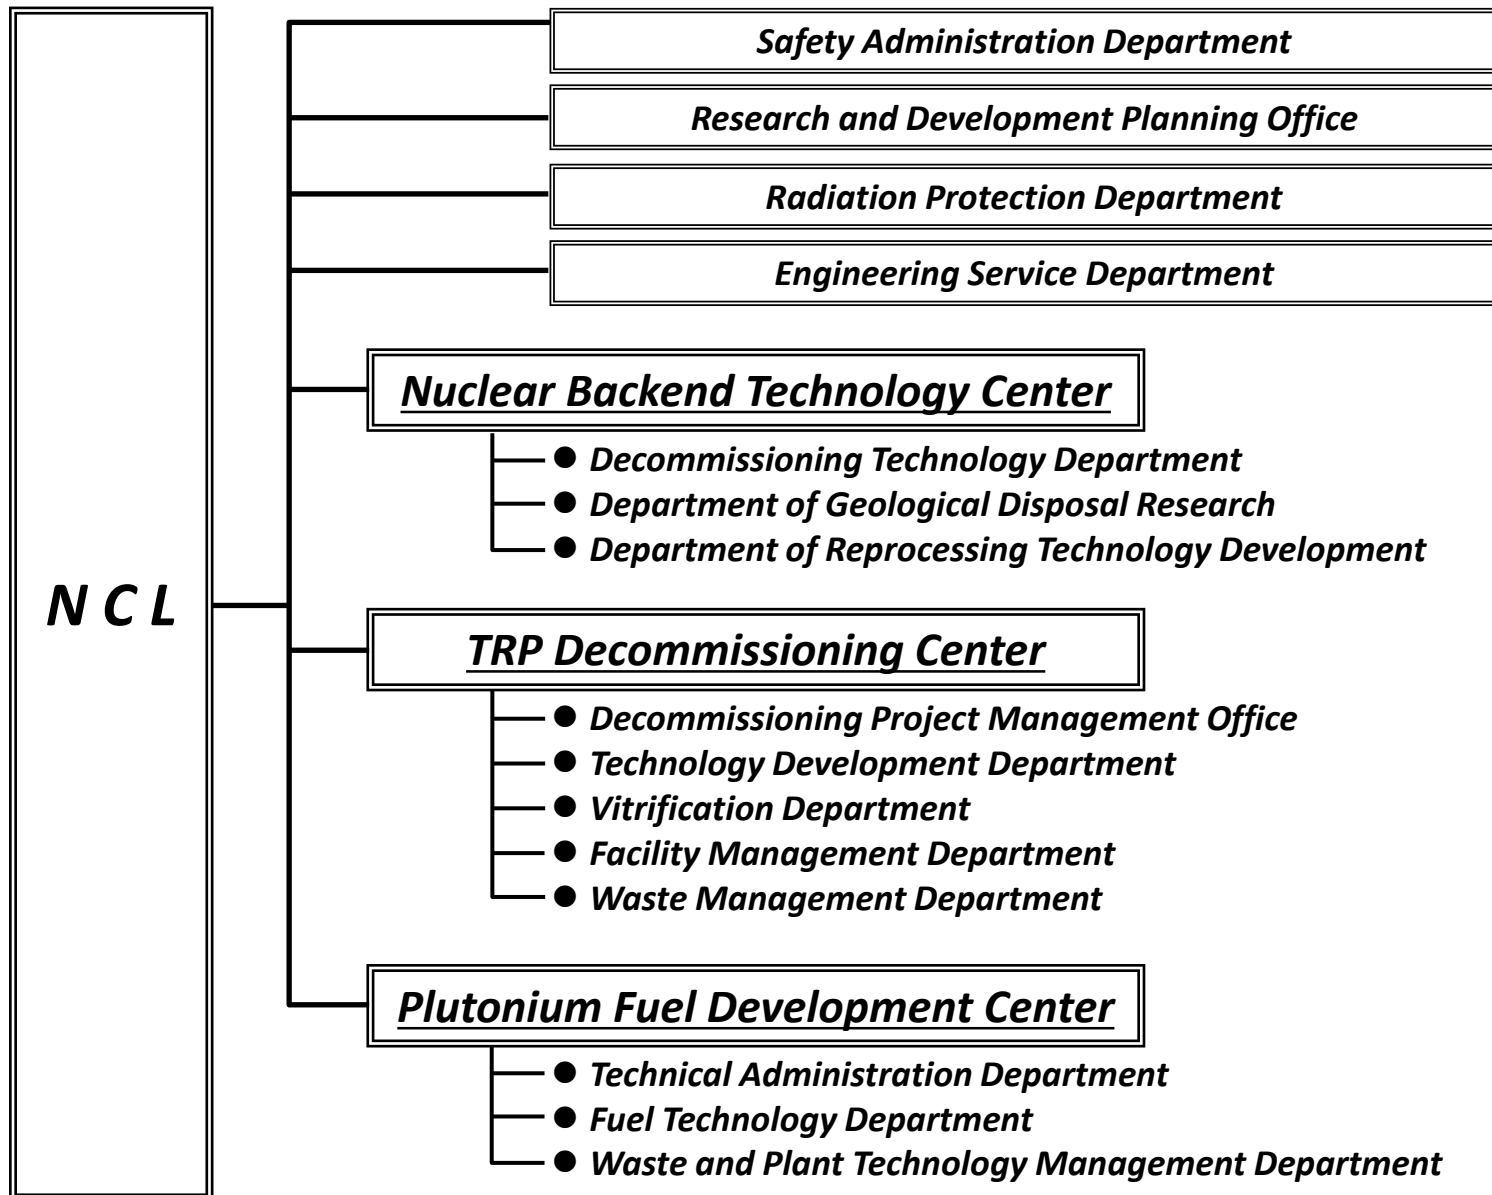 Safety Administration Department
Research and Development Planning Office
Radiation Protection Department
Engineering Service Department
Nuclear Backend Technology Center
● Decommissioning Technology Department
● Department of Geological Disposal Research
● Department of Reprocessing Technology Development
N C L
TRP Decommissioning Center
● Decommissioning Project Management Office
● Technology Development Department
● Vitrification Department
● Facility Management Department
● Waste Management Department
Plutonium Fuel Development Center
● Technical Administration Department
● Fuel Technology Department
● Waste and Plant Technology Management Department